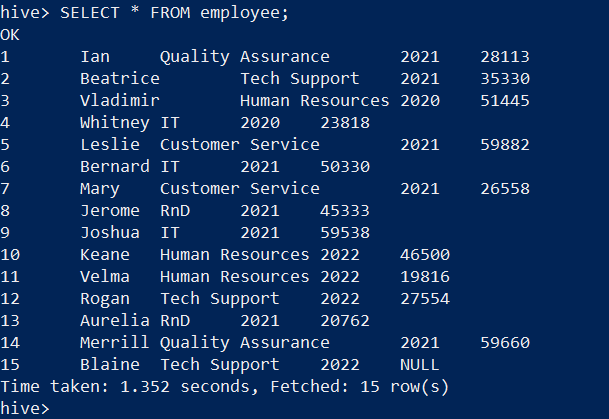 hive> SELECT * FROM employee;
OK
1 Ian Quality Assurance 2021 28113
2 Beatrice Tech Support 2021 35330
3 Vladimir Human Resources 2020 51445
4 Whitney IT 2020 23818
5 Leslie Customer Service 2021 59882
6 Bernard IT 2021 50330
7 Mary Customer Service 2021 26558
8 Jerome RnD 2021 45333
9 Joshua IT 2021 59538
10 Keane Human Resources 2022 46500
11 Velma Human Resources 2022 19816
12 Rogan Tech Support 2022 27554
13 Aurelia RnD 2021 20762
14 Merrill Quality Assurance 2021 59660
15 Blaine Tech Support 2022 NULL
Time taken: 1.352 seconds, Fetched: 15 row(s)
hive>